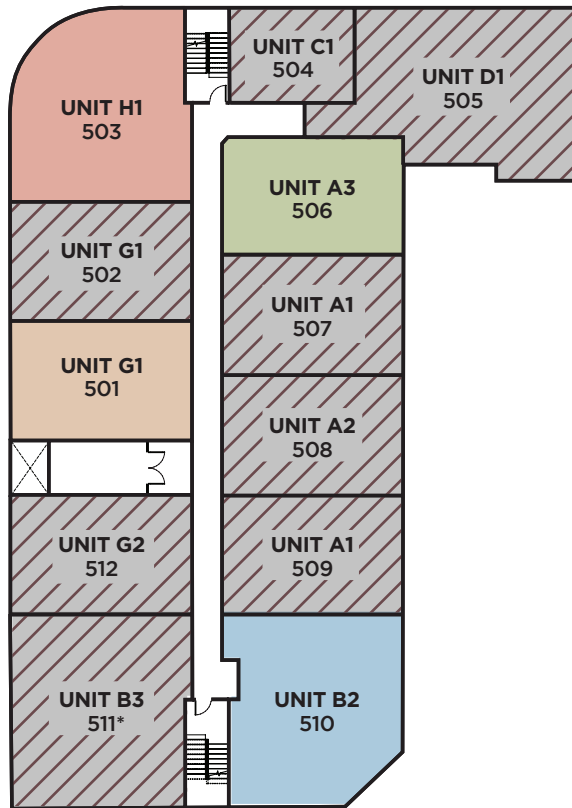 UNIT C1
504
UNIT D1
505
UNIT H1
503
UNIT A3
506
UNIT G1
502
UNIT A1
507
UNIT G1
501
UNIT A2
508
UNIT G2
512
UNIT A1
509
UNIT B3
511*
UNIT B2
510